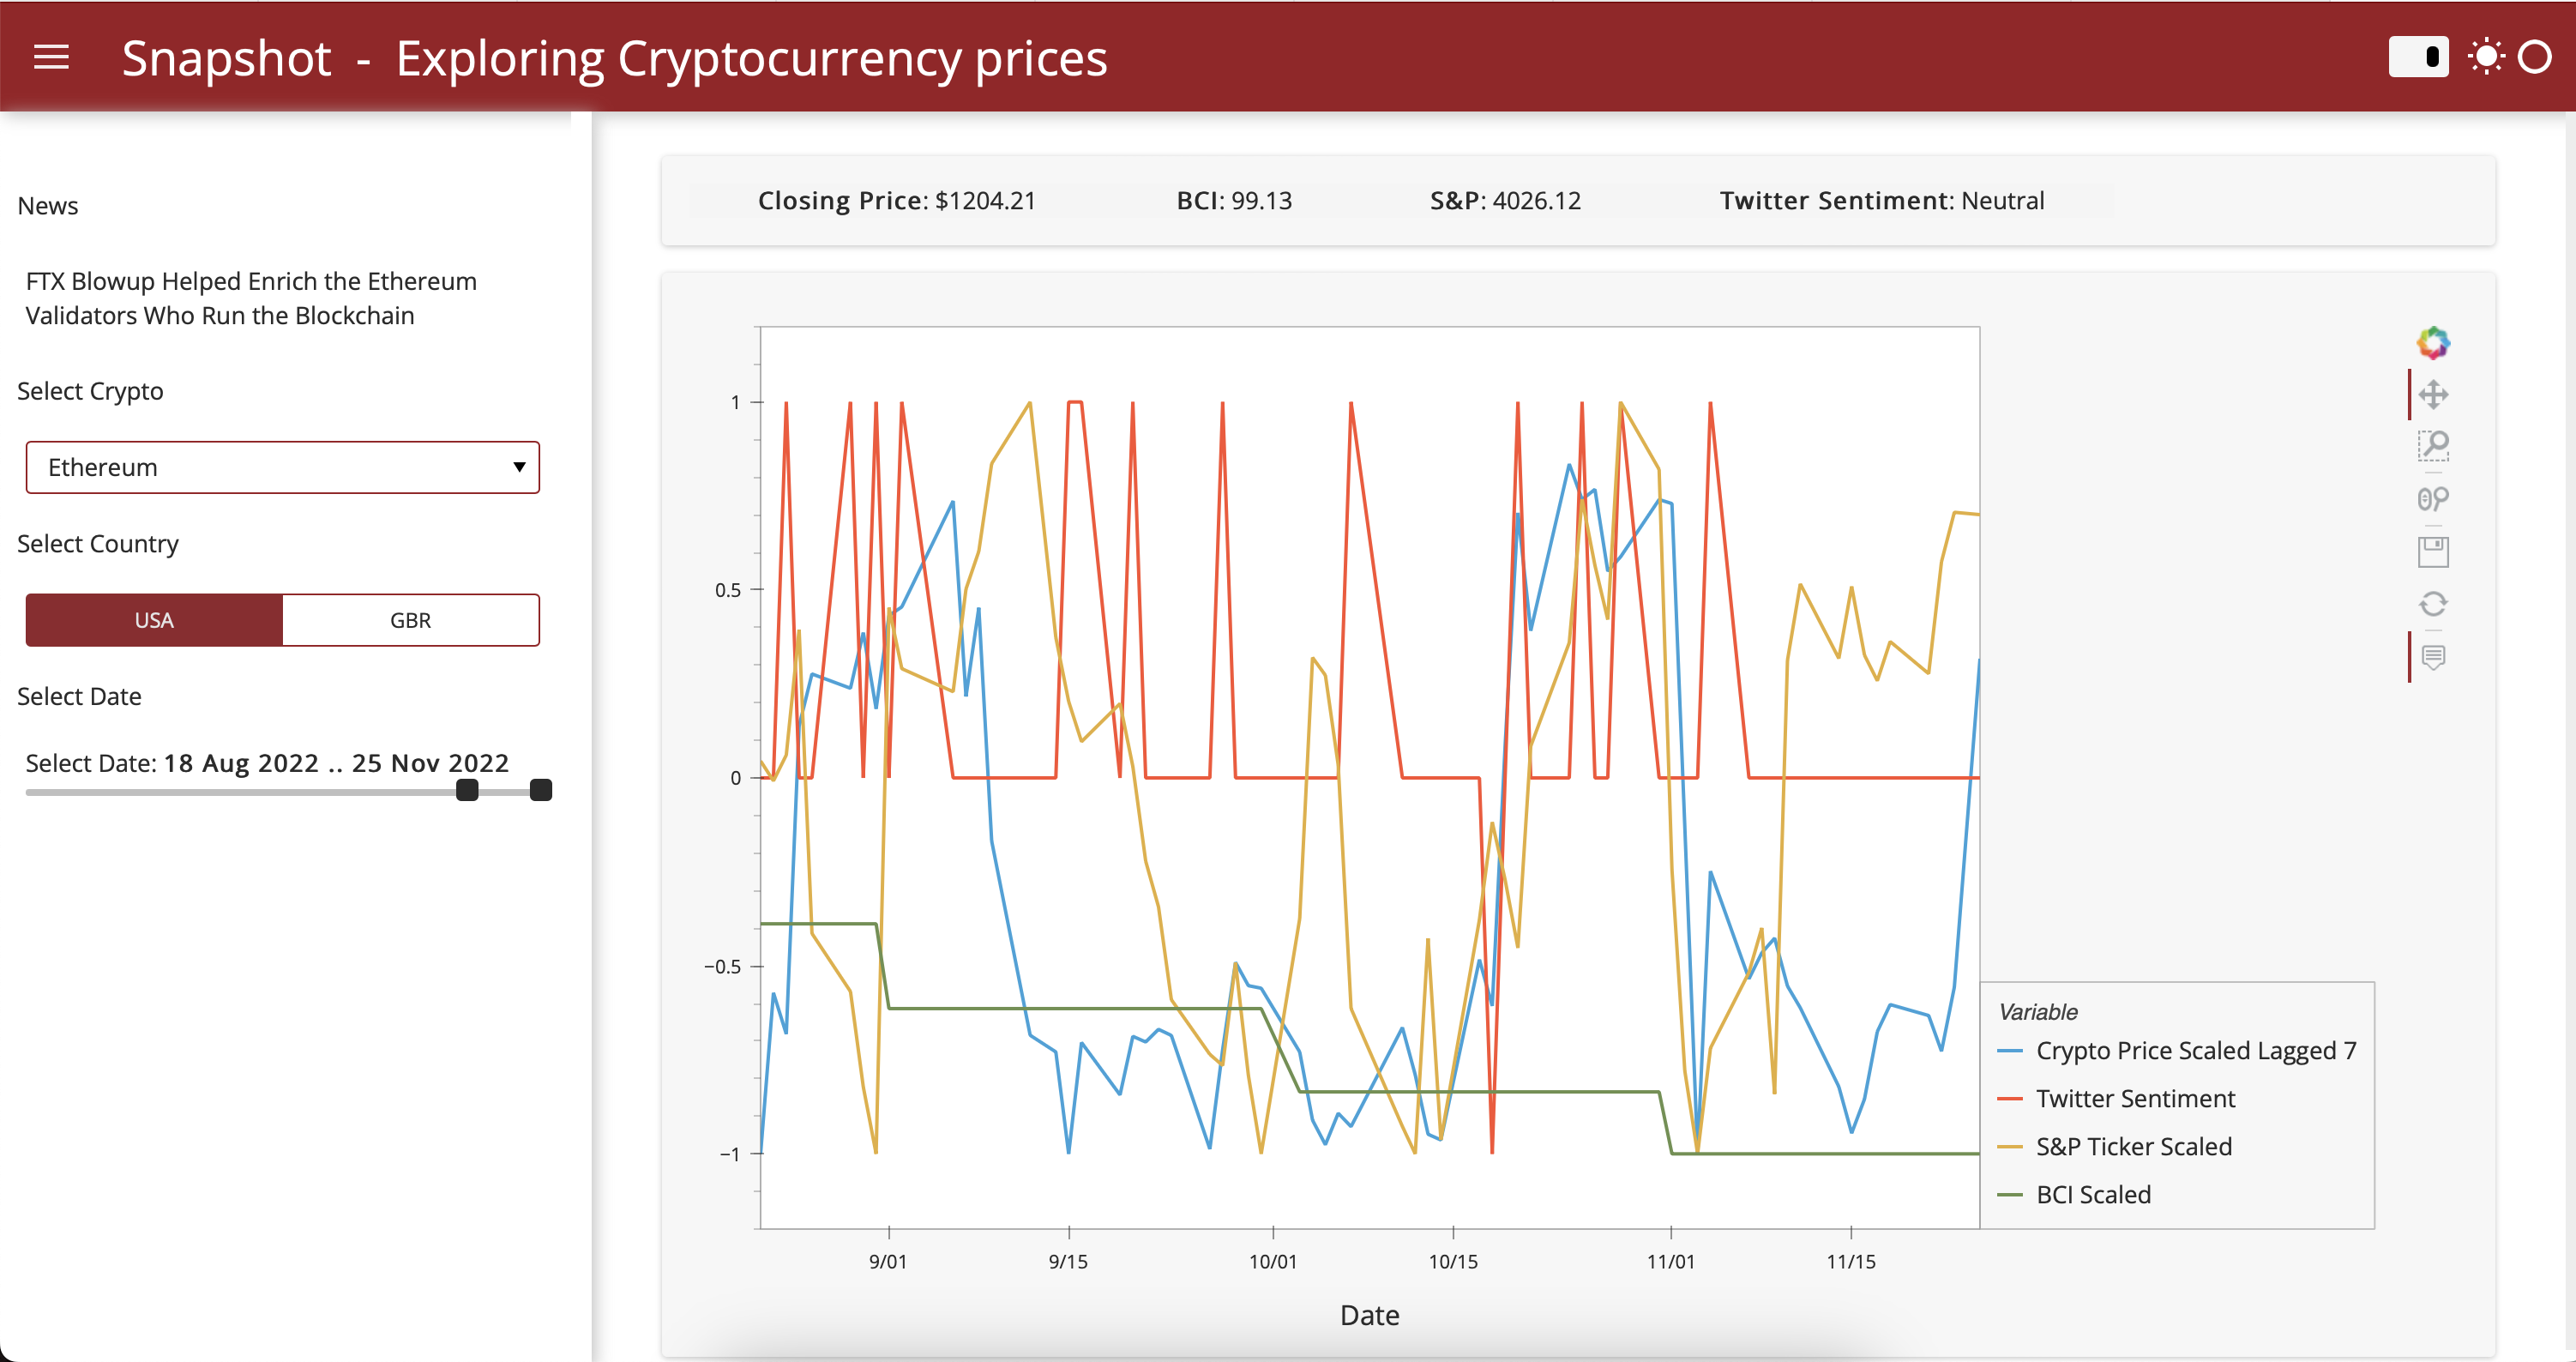 Snapshot - Exploring Cryptocurrency prices
News
FTX Blowup Helped Enrich the Ethereum
Validators Who Run the Blockchain
Select Crypto
Ethereum
Select Country
USA GBR
Select Date
Select Date: 18 Aug 2022 .. 25 Nov 2022
Closing Price: $1204.21 BCI: 99.13 S&P: 4026.12 Twitter Sentiment: Neutral
1
0.5
0
−0.5
−1
9/01 9/15 10/01 10/15 11/01 11/15
Date
Variable
Crypto Price Scaled Lagged 7
Twitter Sentiment
S&P Ticker Scaled
BCI Scaled